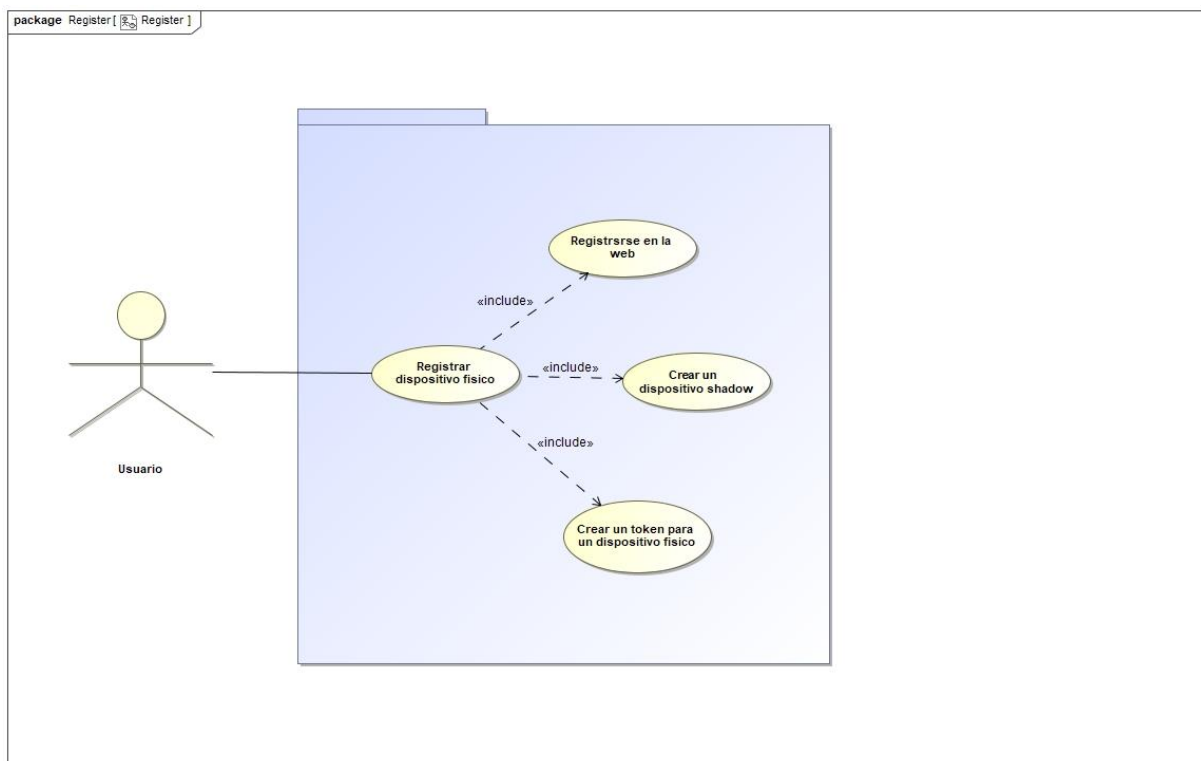 package Register [ Register ]
Registrsrse en la
web
«include»
Registrar
dispositivo fisico
«include»
Crear un
dispositivo shadow
«include»
Usuario
Crear un token para
un dispositivo fisico